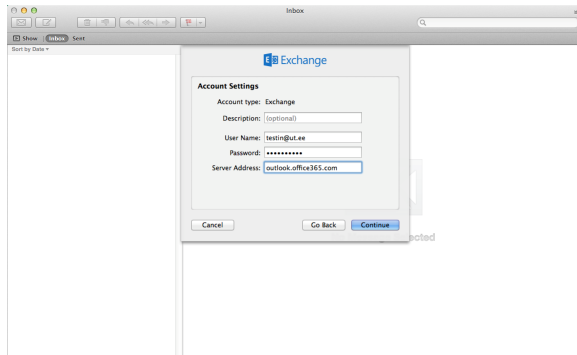 Inbox
Show Inbox Sent
Sort by Date
Exchange
Account Settings
Account type: Exchange
Description: (optional)
User Name: testin@ut.ee
Password: ••••••••••
Server Address: outlook.office365.com
Cancel Go Back Continue